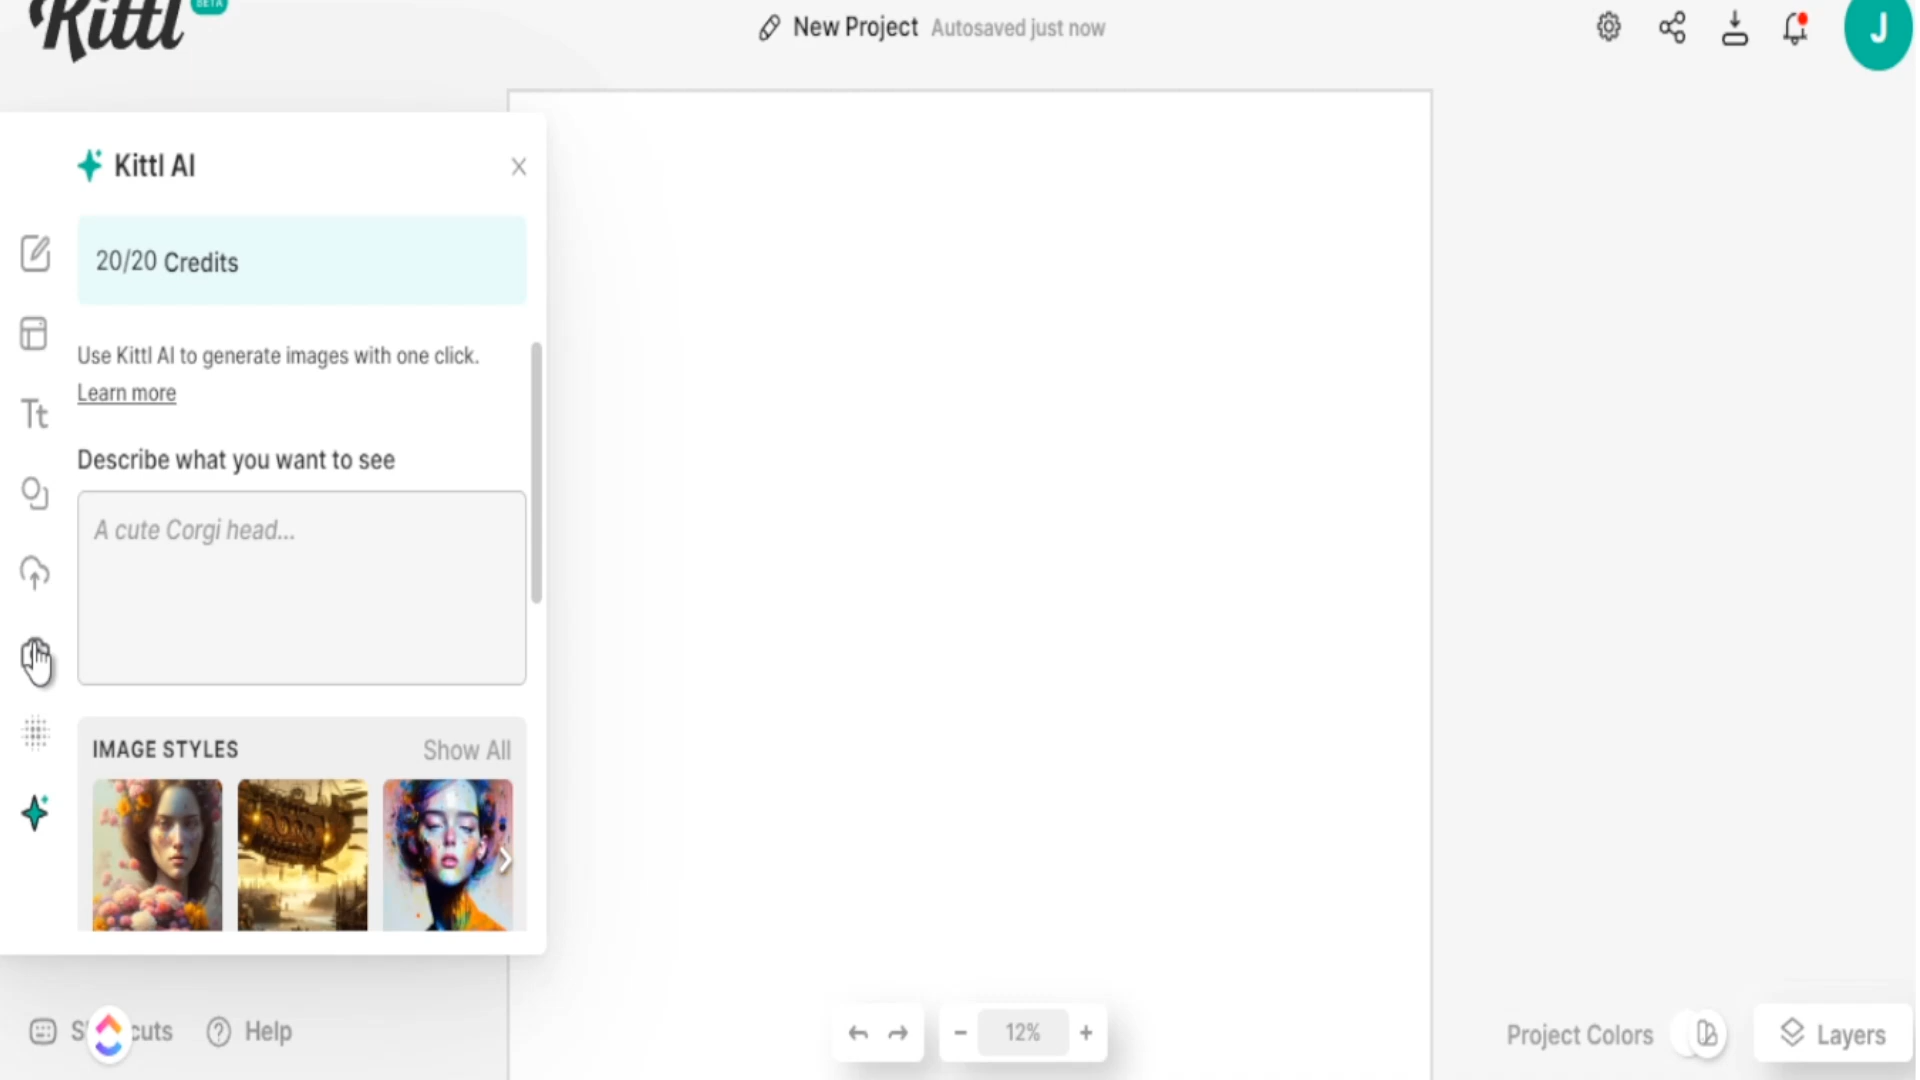 Kittl BETA
New Project Autosaved just now
J
Kittl AI
20/20 Credits
Use Kittl AI to generate images with one click.
Learn more
Describe what you want to see
Tt
A cute Corgi head...
IMAGE STYLES Show All
Help
12%
Project Colors
Layers